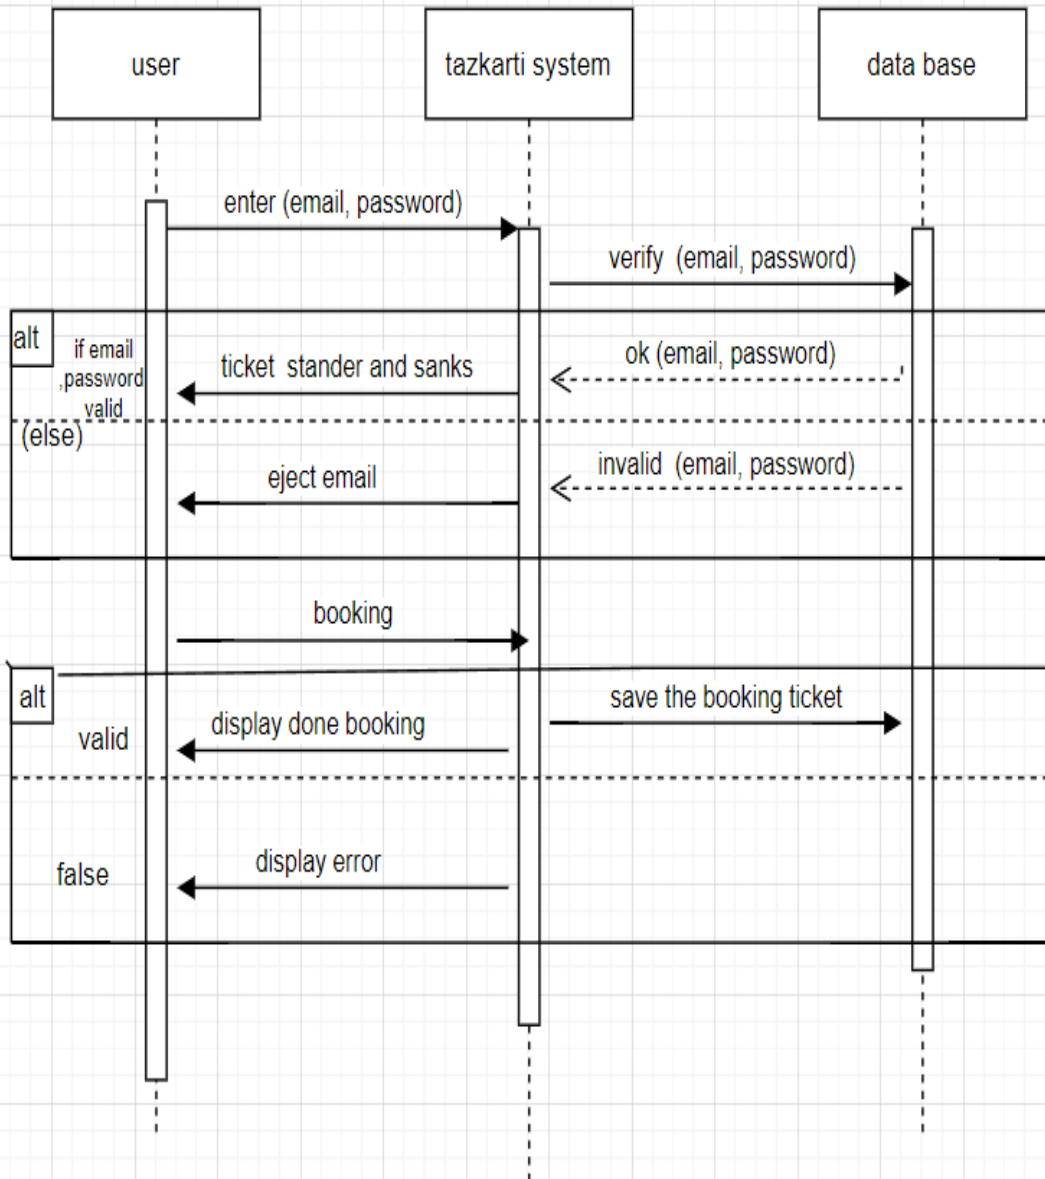 user
tazkarti system
data base
enter (email, password)
verify  (email, password)
alt
if email
,password
valid
ticket  stander and sanks
ok (email, password)
(else)
invalid  (email, password)
eject email
booking
alt
save the booking ticket
display done booking
valid
display error
false